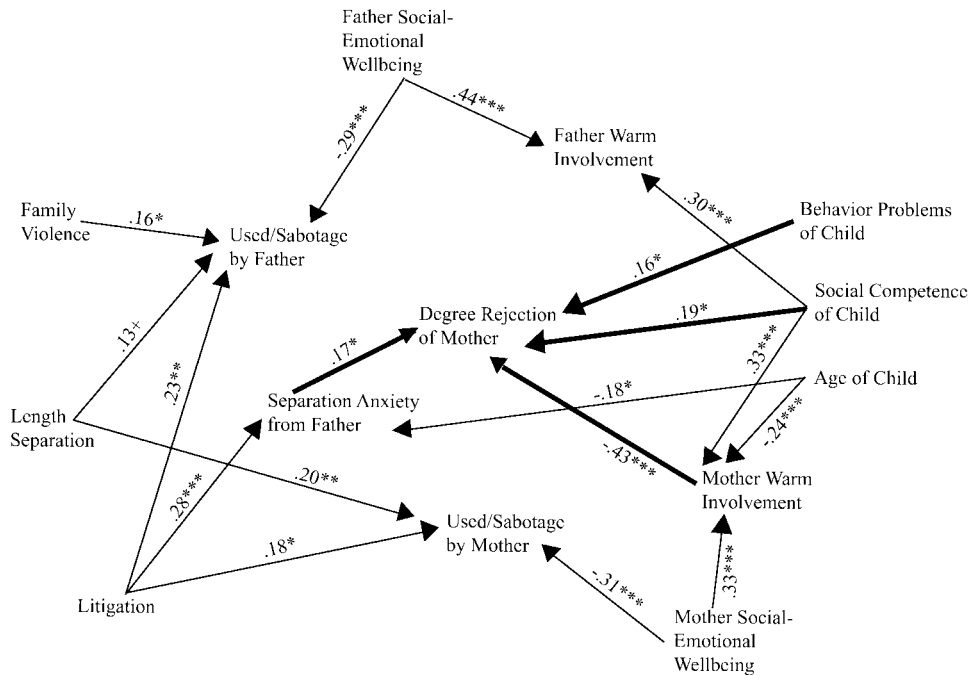 Father Social-
Emotional
Wellbeing
.44***
-.29***
Father Warm
Involvement
Family
Violence
.16*
Used/Sabotage
by Father
.30***
Behavior Problems
of Child
.16*
Social Competence
of Child
.19*
Degree Rejection
of Mother
.13+
.23**
.17*
.33***
Age of Child
-.18*
-.24***
Separation Anxiety
from Father
Length
Separation
-.43***
.28***
.20**
Mother Warm
Involvement
Used/Sabotage
by Mother
.18*
.33***
-.31***
Litigation
Mother Social-
Emotional
Wellbeing